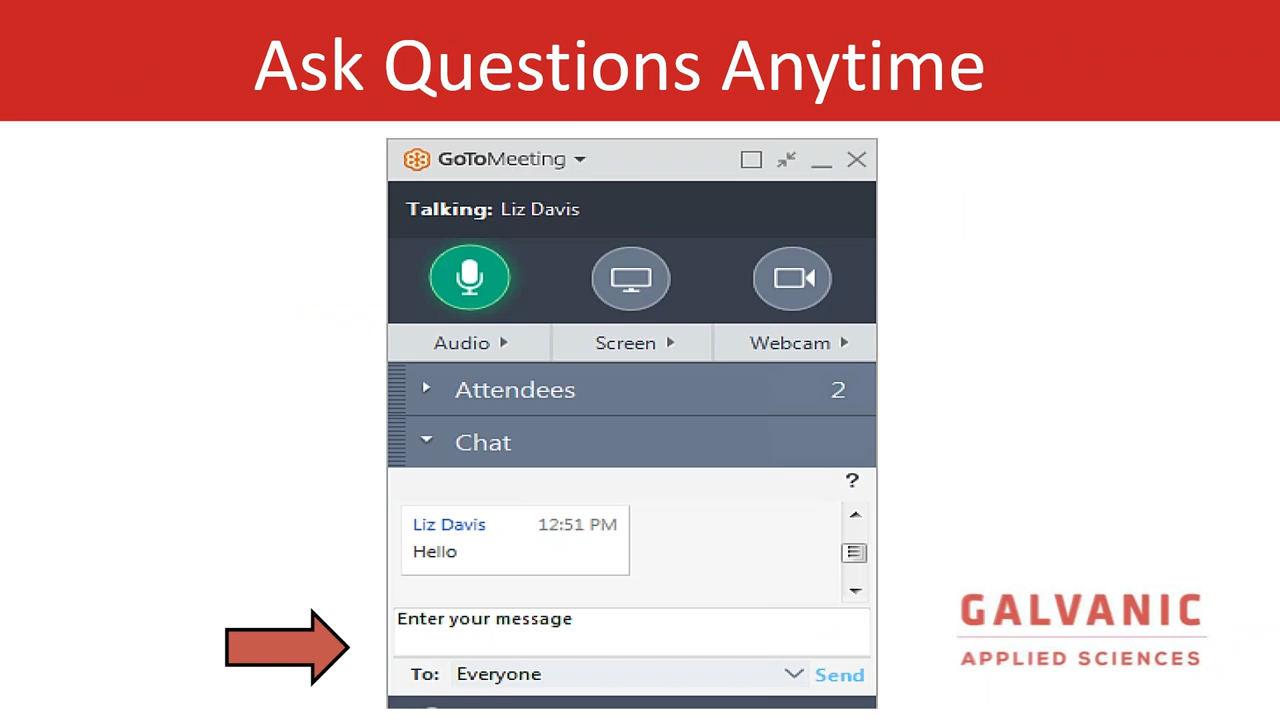 Ask Questions Anytime
GoToMeeting
Talking: Liz Davis
Audio
Screen
Webcam
Attendees 2
Chat
?
Liz Davis 12:51 PM
Hello
Enter your message
To: Everyone Send
GALVANIC
APPLIED SCIENCES